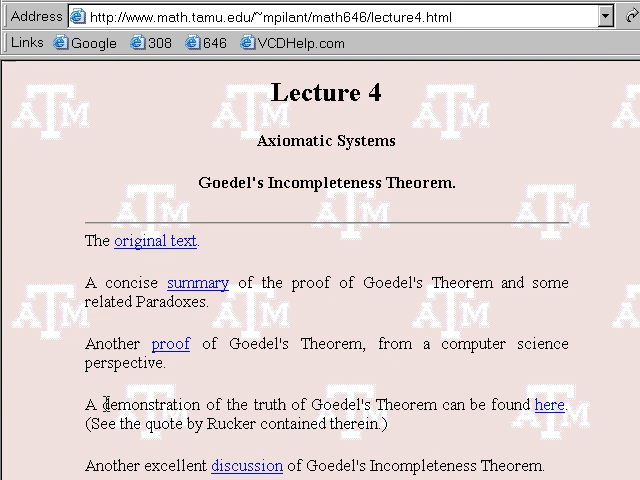 Address http://www.math.tamu.edu/~mpilant/math646/lecture4.html
Links Google 308 646 VCDHelp.com
Lecture 4
Axiomatic Systems
Goedel's Incompleteness Theorem.
The original text.
A concise summary of the proof of Goedel's Theorem and some
related Paradoxes.
Another proof of Goedel's Theorem, from a computer science
perspective.
A demonstration of the truth of Goedel's Theorem can be found here.
(See the quote by Rucker contained therein.)
Another excellent discussion of Goedel's Incompleteness Theorem.